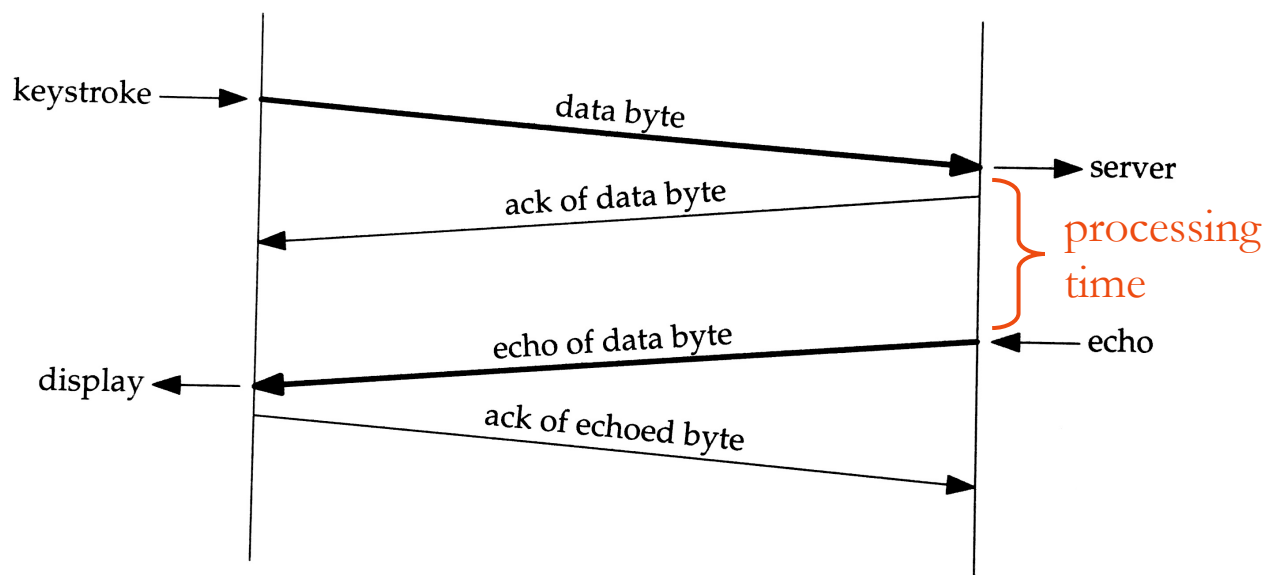 keystroke
data byte
server
ack of data byte
processing
time
echo of data byte
echo
display
ack of echoed byte